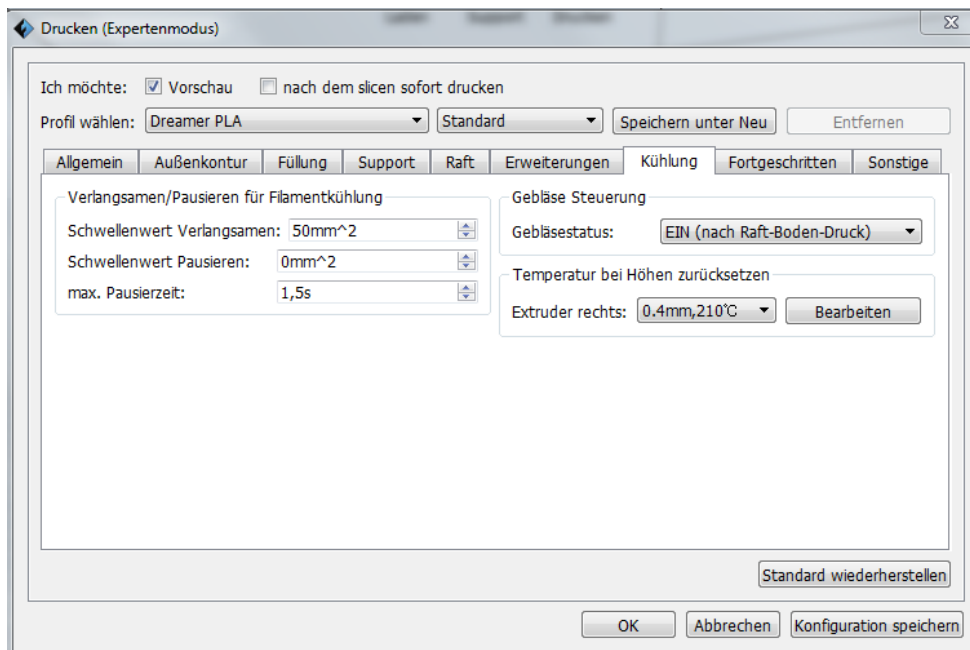 Laden Support Drucken
Drucken (Expertenmodus)
Ich möchte: Vorschau nach dem slicen sofort drucken
Profil wählen: Dreamer PLA Standard Speichern unter Neu Entfernen
Allgemein Außenkontur Füllung Support Raft Erweiterungen Kühlung Fortgeschritten Sonstige
Verlangsamen/Pausieren für Filamentkühlung
Schwellenwert Verlangsamen: 50mm^2
Schwellenwert Pausieren: 0mm^2
max. Pausierzeit: 1,5s
Gebläse Steuerung
Gebläsestatus: EIN (nach Raft-Boden-Druck)
Temperatur bei Höhen zurücksetzen
Extruder rechts: 0.4mm,210℃ Bearbeiten
Standard wiederherstellen
OK Abbrechen Konfiguration speichern